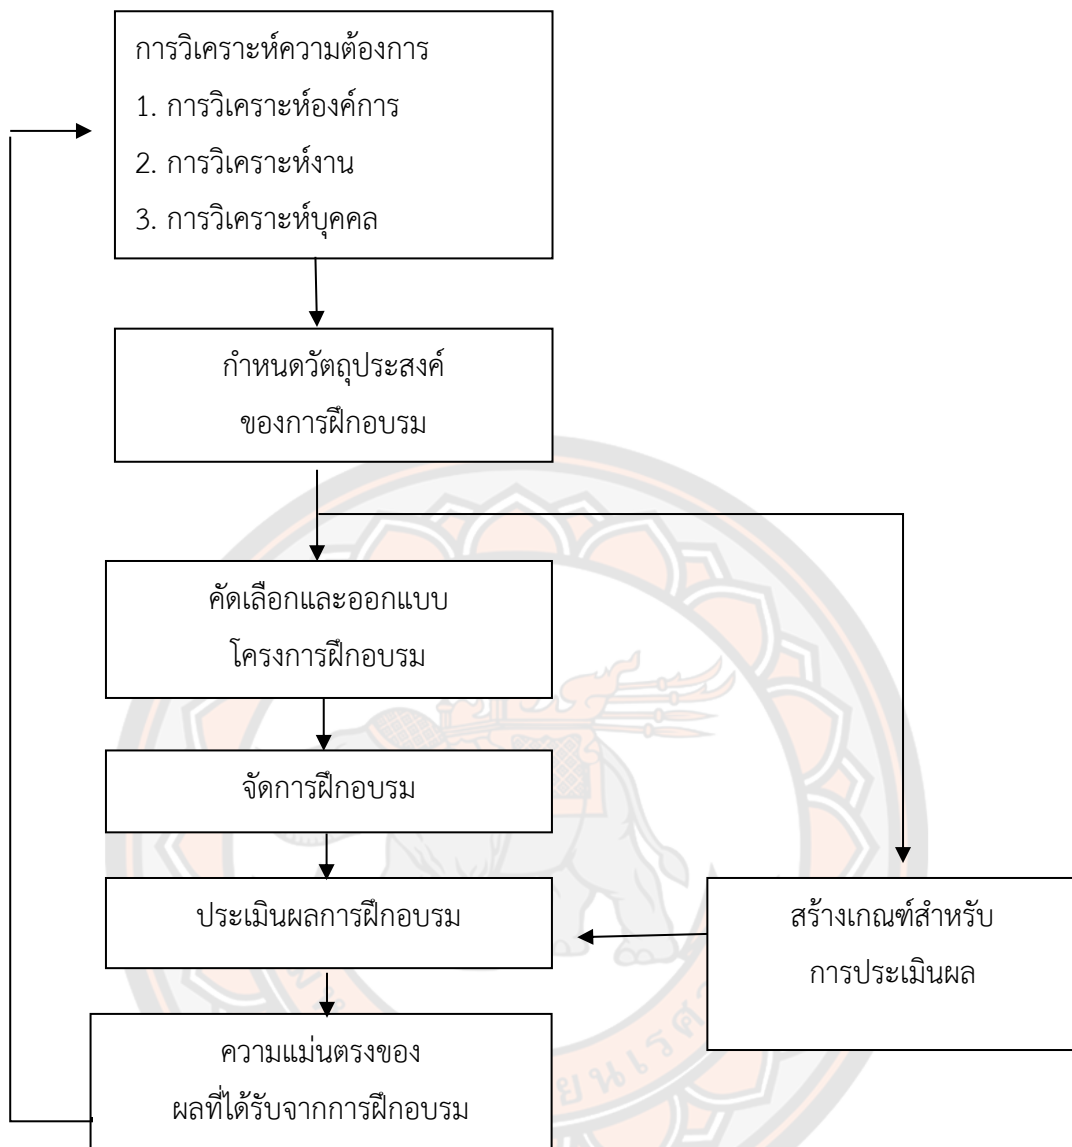 การวิเคราะห์ความต้องการ
1. การวิเคราะห์องค์การ
2. การวิเคราะห์งาน
3. การวิเคราะห์บุคคล
กำหนดวัตถุประสงค์
ของการฝึกอบรม
คัดเลือกและออกแบบ
โครงการฝึกอบรม
จัดการฝึกอบรม
ประเมินผลการฝึกอบรม
สร้างเกณฑ์สำหรับ
การประเมินผล
ความแม่นตรงของ
ผลที่ได้รับจากการฝึกอบรม